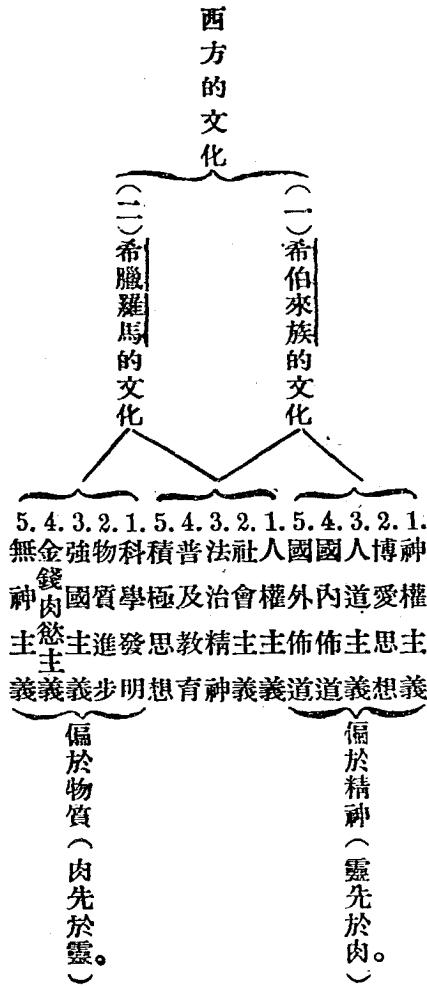 西方的文化
(一)希伯來族的文化
(二)希臘羅馬的文化
1.神權主義
2.博愛思想
3.人道主義
4.國內佈道
5.國外佈道
1.人權主義
2.社會主義
3.法治精神
4.普及教育
5.積極思想
1.科學發明
2.物質進步
3.強國主義
4.金錢肉慾主義
5.無神主義
偏於精神(靈先於肉。)
偏於物質(肉先於靈。)